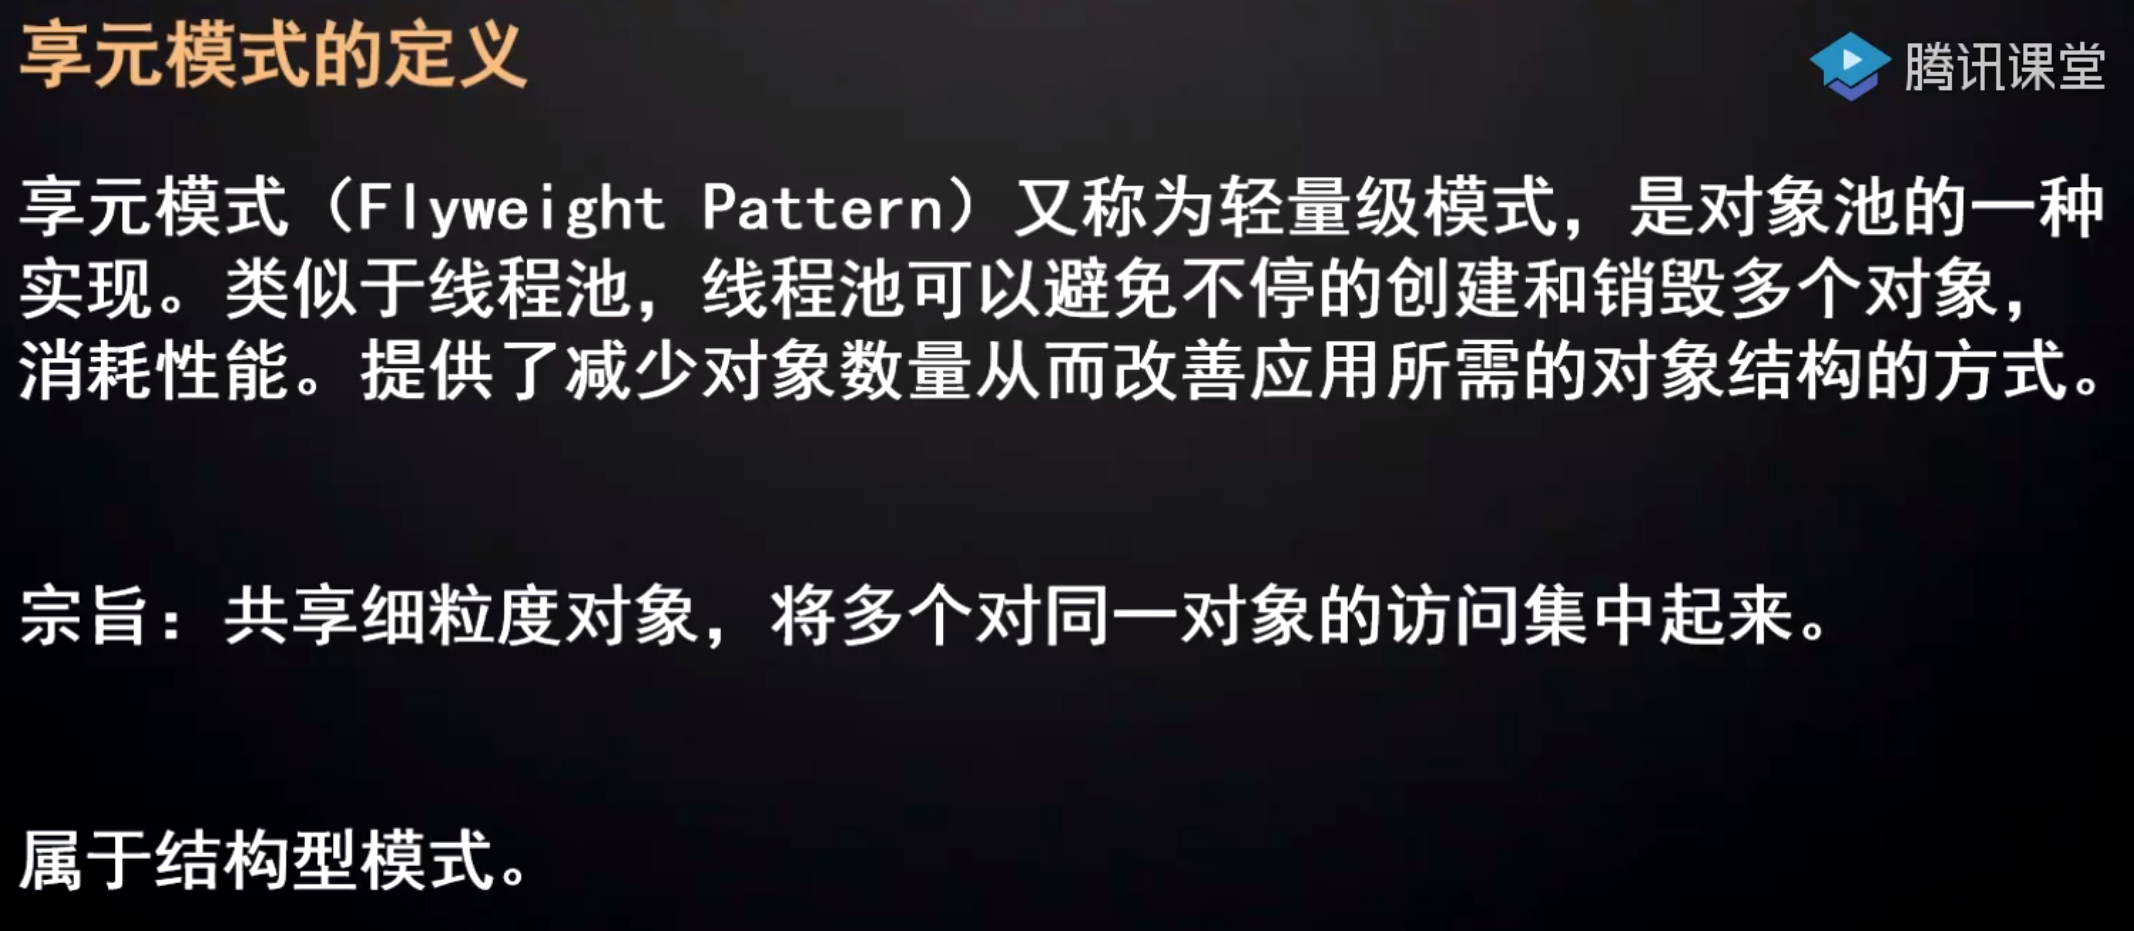 享元模式的定义
腾讯课堂
享元模式（Flyweight Pattern）又称为轻量级模式，是对象池的一种
实现。类似于线程池，线程池可以避免不停的创建和销毁多个对象，
消耗性能。提供了减少对象数量从而改善应用所需的对象结构的方式。
宗旨：共享细粒度对象，将多个对同一对象的访问集中起来。
属于结构型模式。